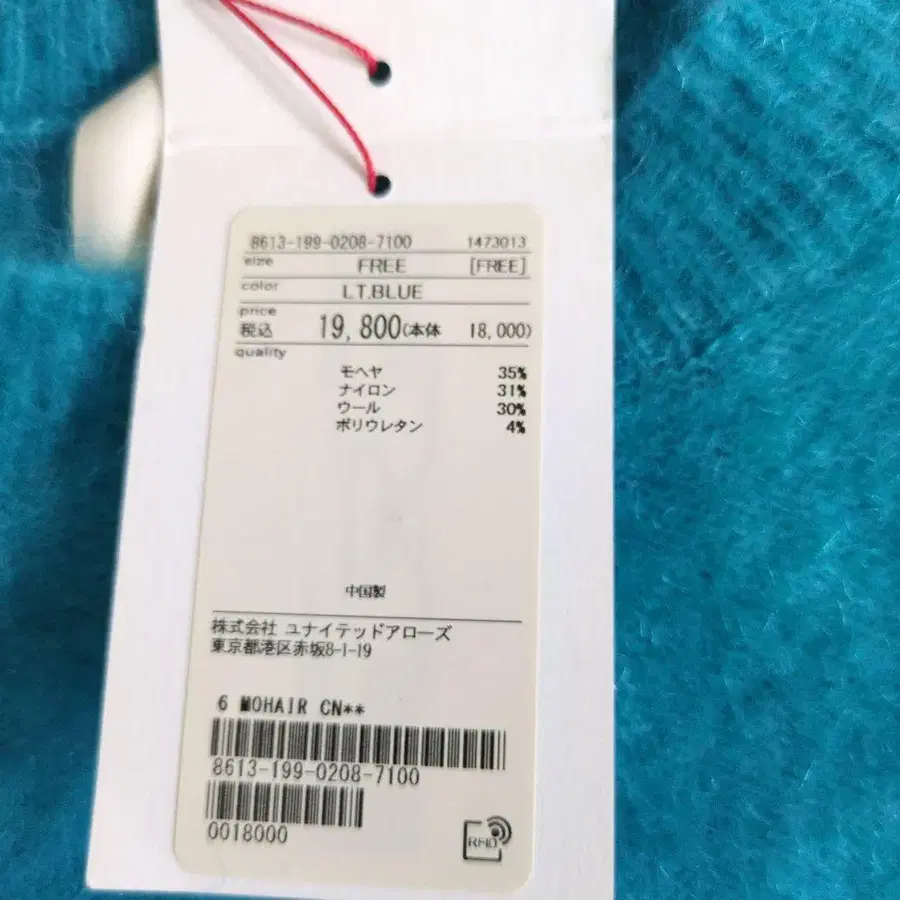 8613-199-0208-7100 1473013
size FREE [FREE]
color LT.BLUE
price
税込 19,800(本体 18,000)
quality
モヘヤ 35%
ナイロン 31%
ウール 30%
ポリウレタン 4%
中国製
株式会社 ユナイテッドアローズ
東京都港区赤坂8-1-19
6 MOHAIR CN**
8613-199-0208-7100
0018000
RFID